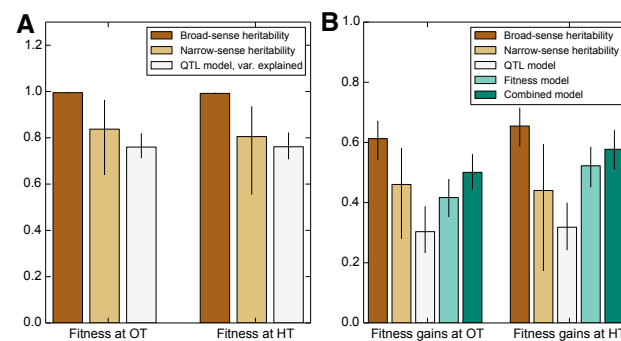 A
1.2
1.0
0.8
0.6
0.4
0.2
0.0
Broad-sense heritability
Narrow-sense heritability
QTL model, var. explained
Fitness at OT
Fitness at HT
B
1.0
0.8
0.6
0.4
0.2
0.0
Broad-sense heritability
Narrow-sense heritability
QTL model
Fitness model
Combined model
Fitness gains at OT
Fitness gains at HT